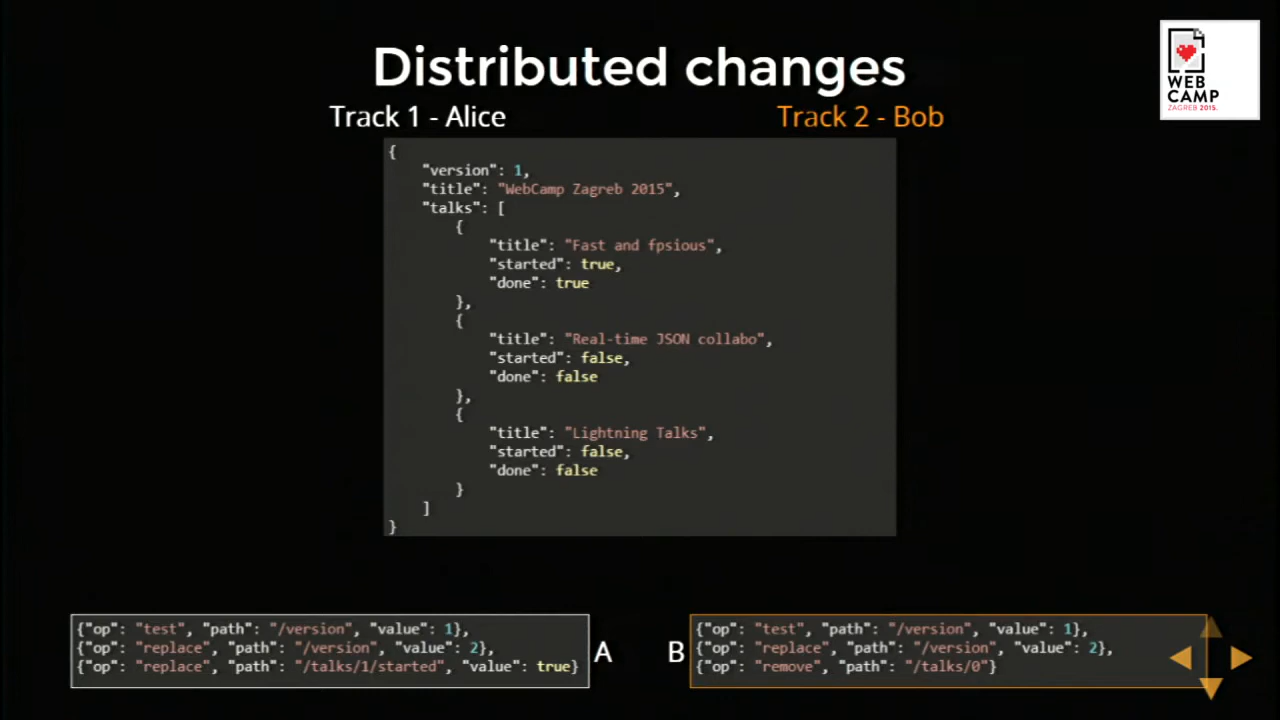 Distributed changes
WEB
CAMP
ZAGREB 2015.
Track 1 - Alice
Track 2 - Bob
{
"version": 1,
"title": "WebCamp Zagreb 2015",
"talks": [
{
"title": "Fast and fpsious",
"started": true,
"done": true
},
{
"title": "Real-time JSON collabo",
"started": false,
"done": false
},
{
"title": "Lightning Talks",
"started": false,
"done": false
}
]
}
{"op": "test", "path": "/version", "value": 1},
{"op": "replace", "path": "/version", "value": 2},
{"op": "replace", "path": "/talks/1/started", "value": true}
A
B
{"op": "test", "path": "/version", "value": 1},
{"op": "replace", "path": "/version", "value": 2},
{"op": "remove", "path": "/talks/0"}